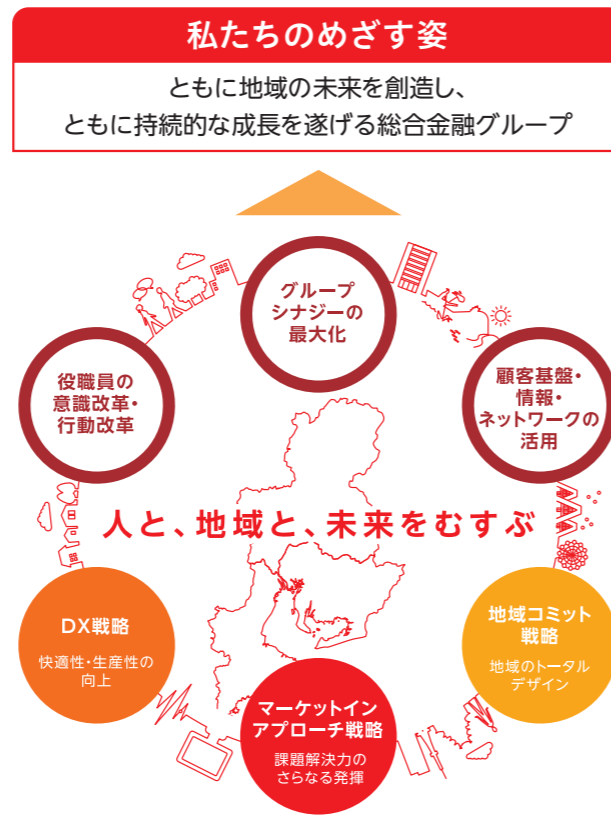 私たちのめざす姿
ともに地域の未来を創造し、
ともに持続的な成長を遂げる総合金融グループ
グループ
シナジーの
最大化
役職員の
意識改革・
行動改革
顧客基盤・
情報・
ネットワークの
活用
人と、地域と、未来をむすぶ
DX戦略
快適性・生産性の
向上
地域コミット
戦略
地域のトータル
デザイン
マーケットイン
アプローチ戦略
課題解決力の
さらなる発揮